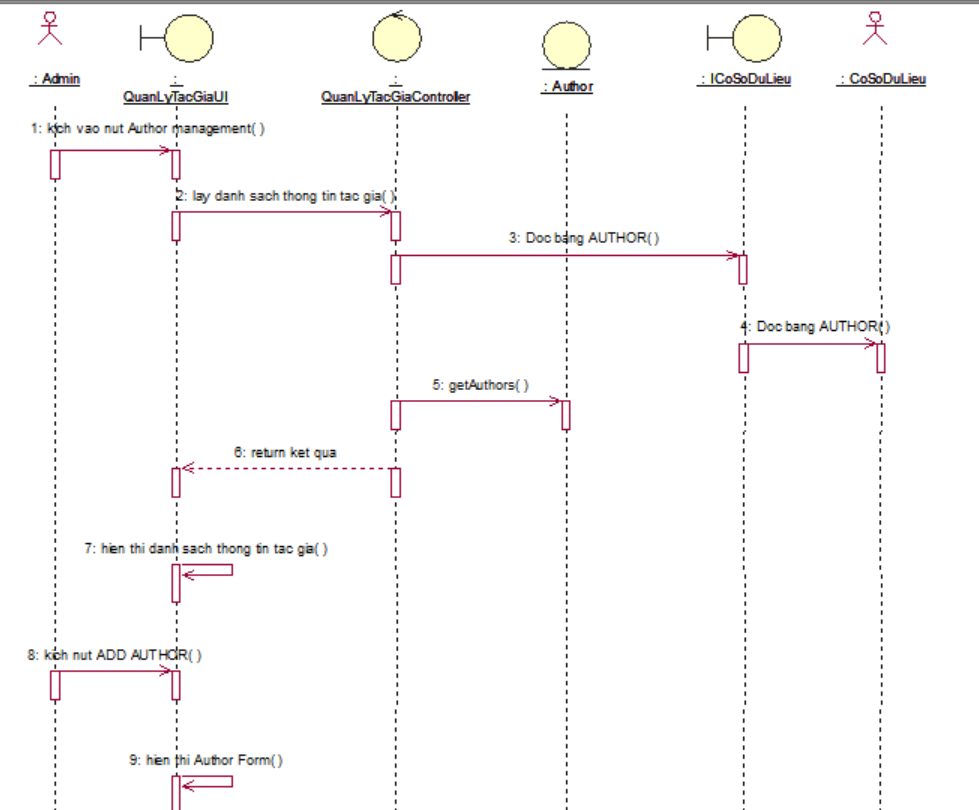 : Admin
:
QuanLyTacGiaUI
:
QuanLyTacGiaController
: Author
: ICoSoDuLieu
: CoSoDuLieu
1: kich vao nut Author management( )
2: lay danh sach thong tin tac gia( )
3: Doc bang AUTHOR( )
4: Doc bang AUTHOR( )
5: getAuthors( )
6: return ket qua
7: hien thi danh sach thong tin tac gia( )
8: kich nut ADD AUTHOR( )
9: hien thi Author Form( )